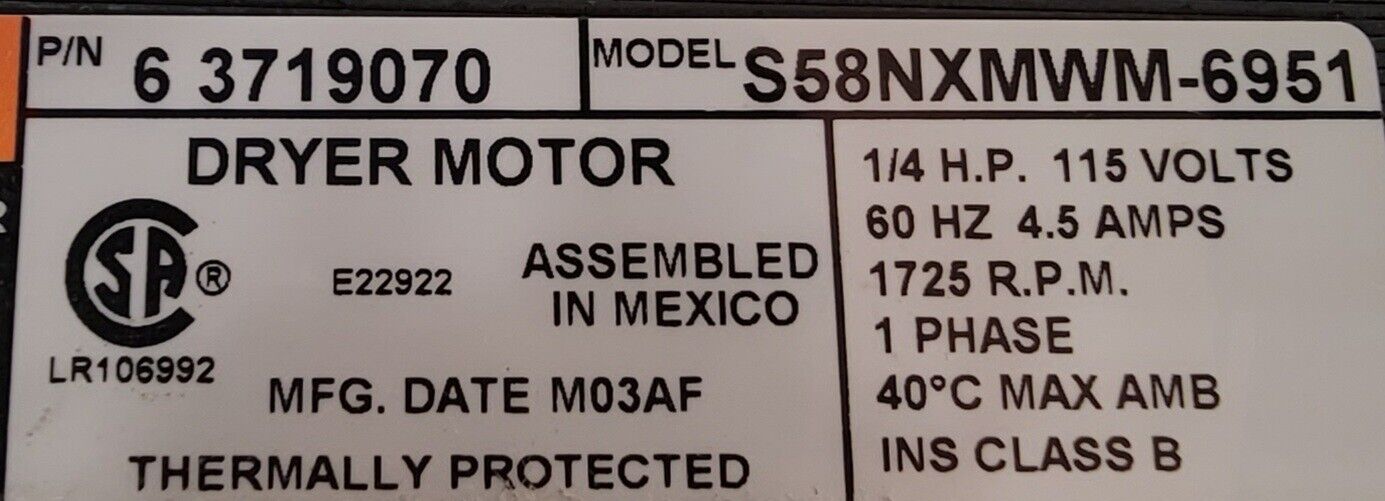 P/N 6 3719070 MODEL S58NXMWM-6951
DRYER MOTOR
CSA ®
E22922
ASSEMBLED
IN MEXICO
LR106992
MFG. DATE M03AF
THERMALLY PROTECTED
1/4 H.P. 115 VOLTS
60 HZ 4.5 AMPS
1725 R.P.M.
1 PHASE
40°C MAX AMB
INS CLASS B